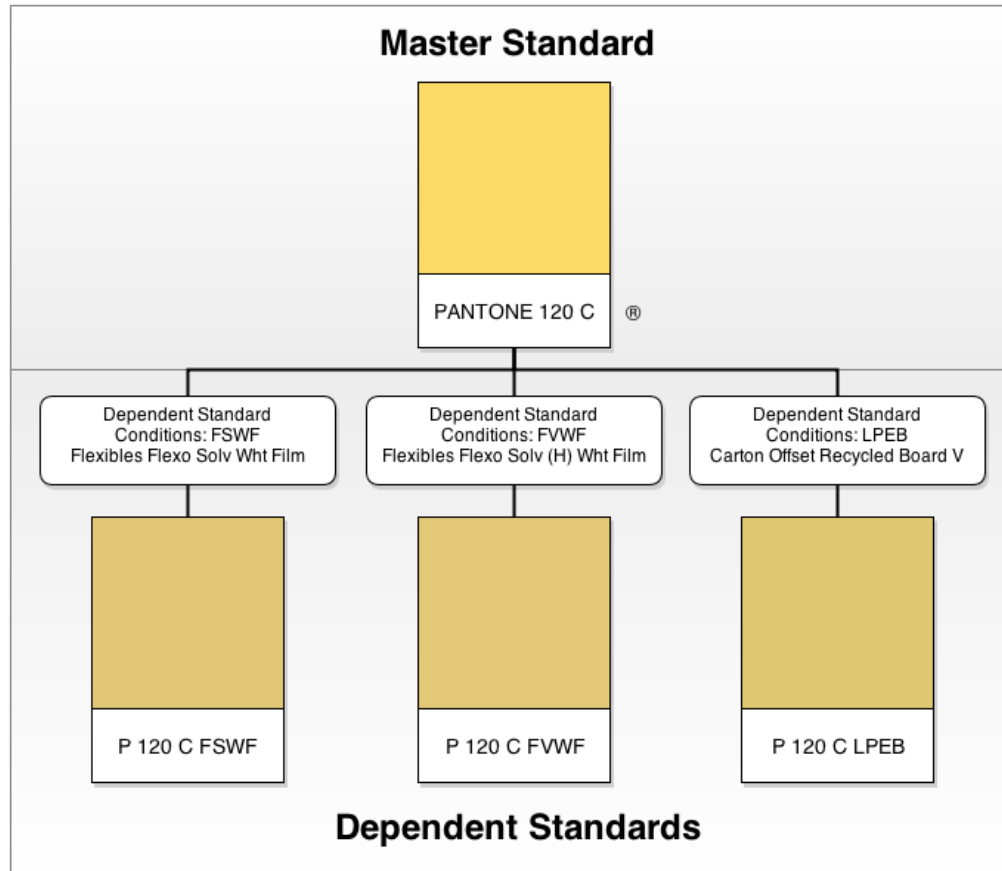 Master Standard
PANTONE 120 C
®
Dependent Standard
Conditions: FSWF
Flexibles Flexo Solv Wht Film
Dependent Standard
Conditions: FVWF
Flexibles Flexo Solv (H) Wht Film
Dependent Standard
Conditions: LPEB
Carton Offset Recycled Board V
P 120 C FSWF
P 120 C FVWF
P 120 C LPEB
Dependent Standards